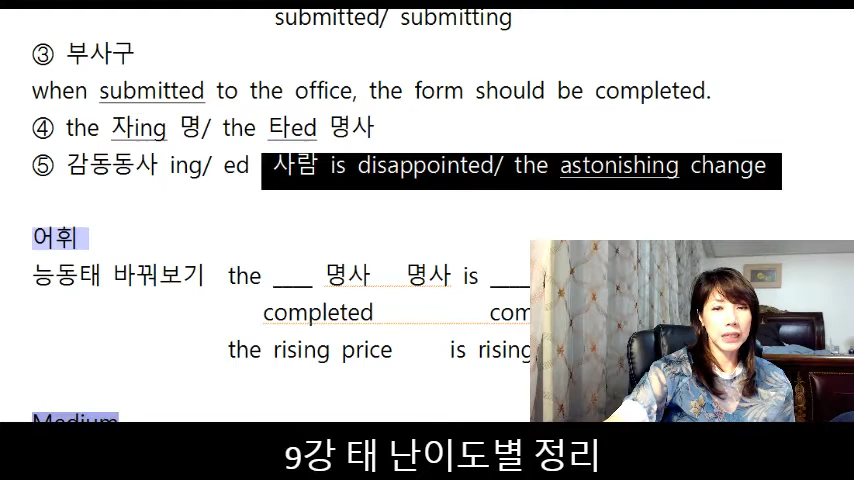 submitted/ submitting
③ 부사구
when submitted to the office, the form should be completed.
④ the 자ing 명/ the 타ed 명사
⑤ 감동동사 ing/ ed 사람 is disappointed/ the astonishing change
어휘
능동태 바꿔보기 the ____ 명사 명사 is ____
completed com
the rising price is rising
Medium
9강 태 난이도별 정리